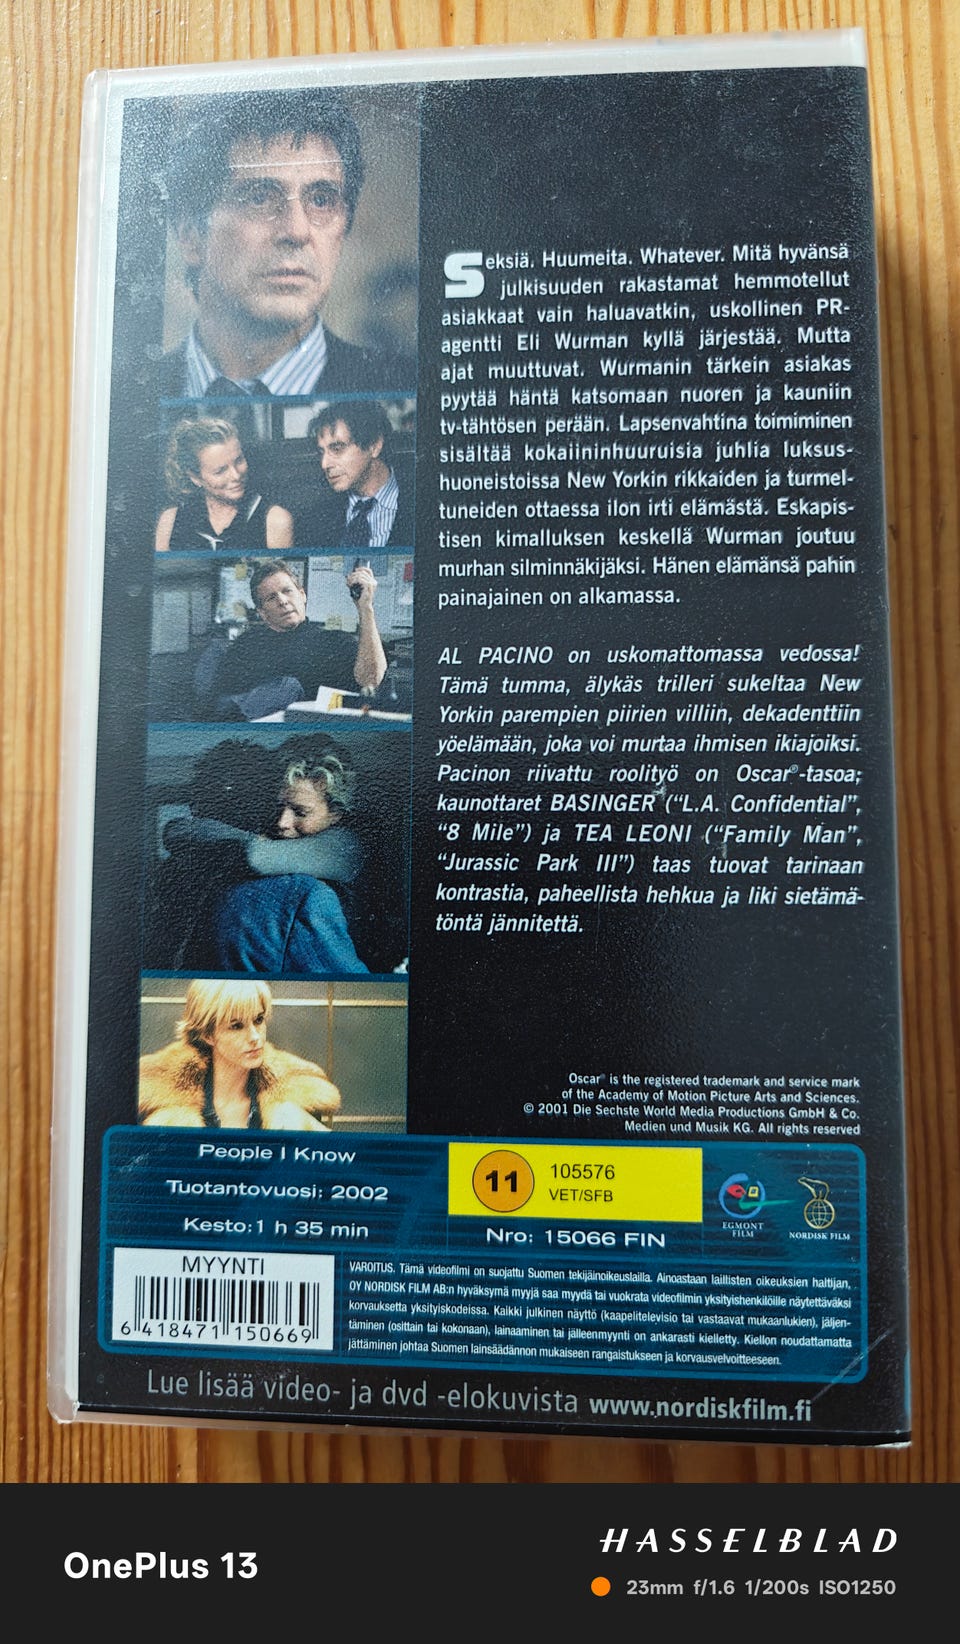 Seksiä. Huumeita. Whatever. Mitä hyvänsä
julkisuuden rakastamat hemmotellut
asiakkaat vain haluavatkin, uskollinen PR-
agentti Eli Wurman kyllä järjestää. Mutta
ajat muuttuvat. Wurmanin tärkein asiakas
pyytää häntä katsomaan nuoren ja kauniin
tv-tähtösen perään. Lapsenvahtina toimiminen
sisältää kokaiininhuuruisia juhlia luksus-
huoneistoissa New Yorkin rikkaiden ja turmel-
tuneiden ottaessa ilon irti elämästä. Eskapis-
tisen kimalluksen keskellä Wurman joutuu
murhan silminnäkijäksi. Hänen elämänsä pahin
painajainen on alkamassa.
AL PACINO on uskomattomassa vedossa!
Tämä tumma, älykäs trilleri sukeltaa New
Yorkin parempien piirien villiin, dekadenttiin
yöelämään, joka voi murtaa ihmisen ikiajoiksi.
Pacinon riivattu roolityö on Oscar®-tasoa;
kaunottaret BASINGER (“L.A. Confidential”,
“8 Mile”) ja TEA LEONI (“Family Man”,
“Jurassic Park III”) taas tuovat tarinaan
kontrastia, paheellista hehkua ja liki sietämä-
töntä jännitettä.
Oscar® is the registered trademark and service mark
of the Academy of Motion Picture Arts and Sciences.
© 2001 Die Sechste World Media Productions GmbH & Co.
Medien und Musik KG. All rights reserved
People I Know
Tuotantovuosi: 2002
Kesto:1 h 35 min
11
105576
VET/SFB
Nro: 15066 FIN
EGMONT
FILM
NORDISK FILM
MYYNTI
6 418471 150669
VAROITUS. Tämä videofilmi on suojattu Suomen tekijäinoikeuslailla. Ainoastaan laillisten oikeuksien haltijan,
OY NORDISK FILM AB:n hyväksymä myyjä saa myydä tai vuokrata videofilmin yksityishenkilöille näytettäväksi
korvauksetta yksityiskodeissa. Kaikki julkinen näyttö (kaapelitelevisio tai vastaavat mukaanlukien), jäljen-
täminen (osittain tai kokonaan), lainaaminen tai jälleenmyynti on ankarasti kielletty. Kiellon noudattamatta
jättäminen johtaa Suomen lainsäädännön mukaiseen rangaistukseen ja korvausvelvoitteeseen.
Lue lisää video- ja dvd -elokuvista www.nordiskfilm.fi
OnePlus 13
HASSELBLAD
23mm f/1.6 1/200s ISO1250